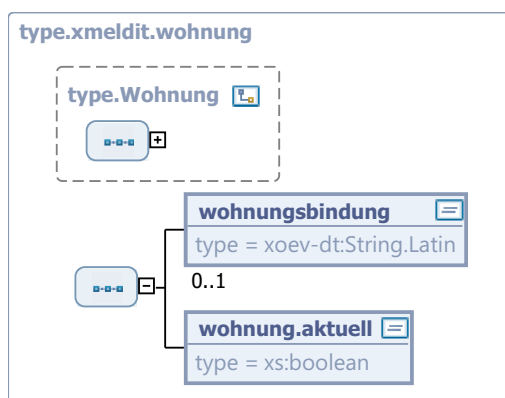 type.xmeldit.wohnung
type.Wohnung
wohnungsbindung
type = xoev-dt:String.Latin
0..1
wohnung.aktuell
type = xs:boolean